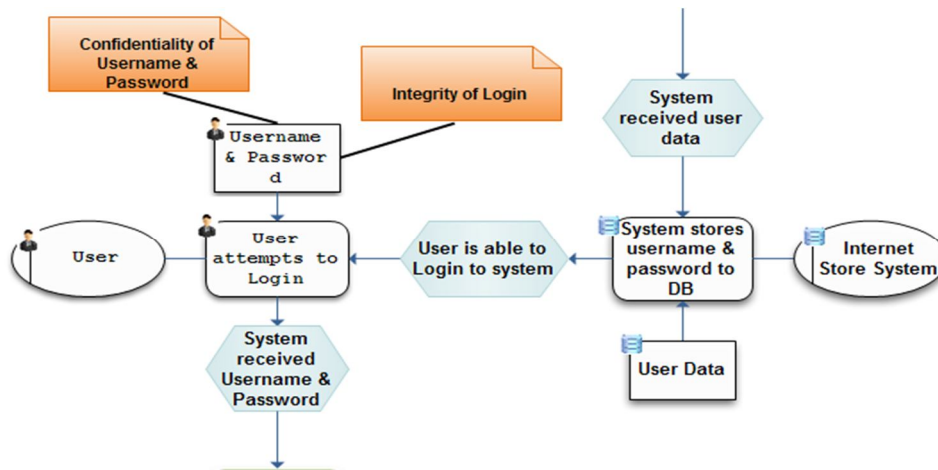 Confidentiality of
Username &
Password
Integrity of Login
System
received user
data
Username
& Passwor
d
User
User
attempts to
Login
User is able to
Login to system
System stores
username &
password to
DB
Internet
Store System
System
received
Username &
Password
User Data